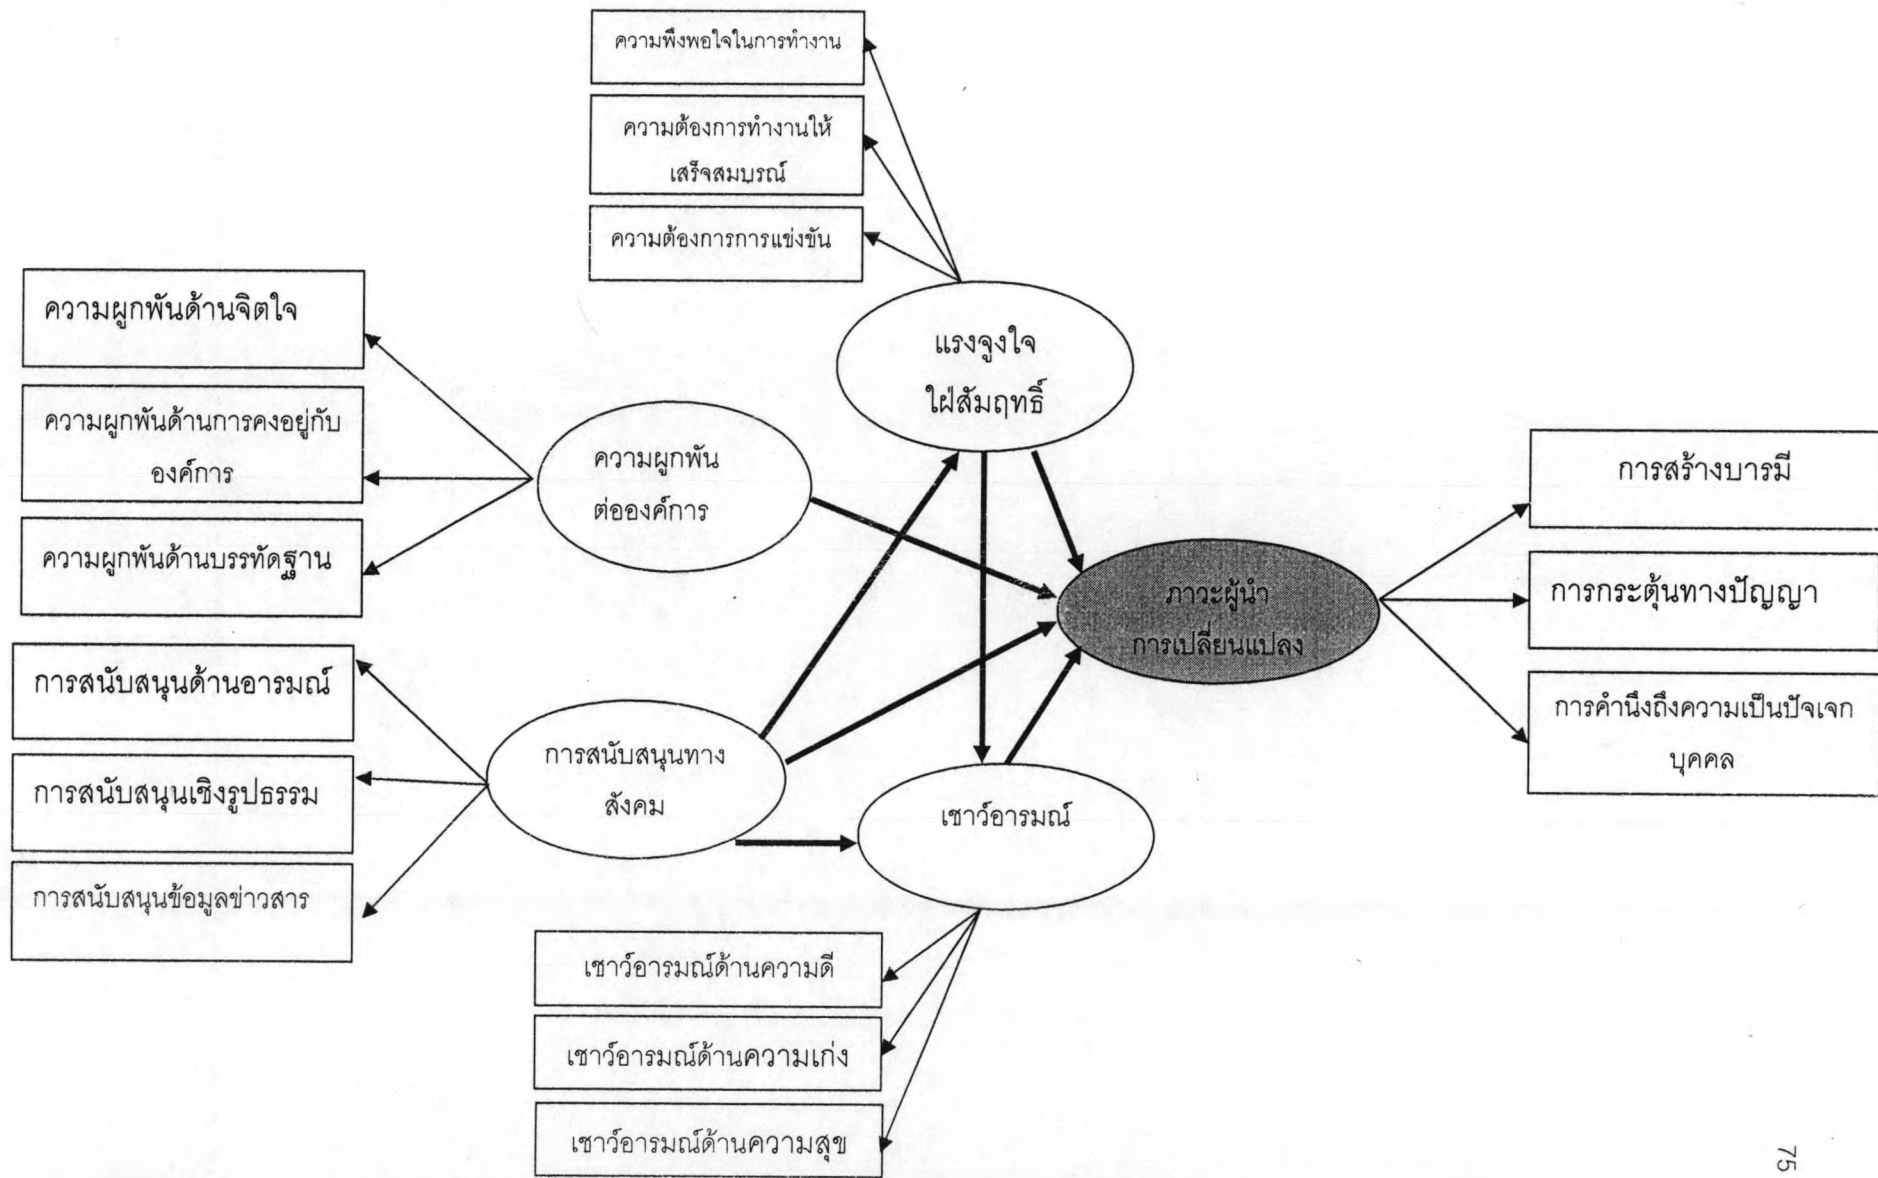 ความพึงพอใจในการทำงาน
ความต้องการทำงานให้
เสร็จสมบูรณ์
ความต้องการการแข่งขัน
แรงจูงใจ
ใฝ่สัมฤทธิ์
ความผูกพันด้านจิตใจ
ความผูกพันด้านการคงอยู่กับ
องค์การ
ความผูกพันด้านบรรทัดฐาน
ความผูกพัน
ต่อองค์การ
การสนับสนุนด้านอารมณ์
การสนับสนุนเชิงรูปธรรม
การสนับสนุนข้อมูลข่าวสาร
การสนับสนุนทาง
สังคม
ภาวะผู้นำ
การเปลี่ยนแปลง
การสร้างบารมี
การกระตุ้นทางปัญญา
การคำนึงถึงความเป็นปัจเจก
บุคคล
เชาว์อารมณ์
เชาว์อารมณ์ด้านความดี
เชาว์อารมณ์ด้านความเก่ง
เชาว์อารมณ์ด้านความสุข
75